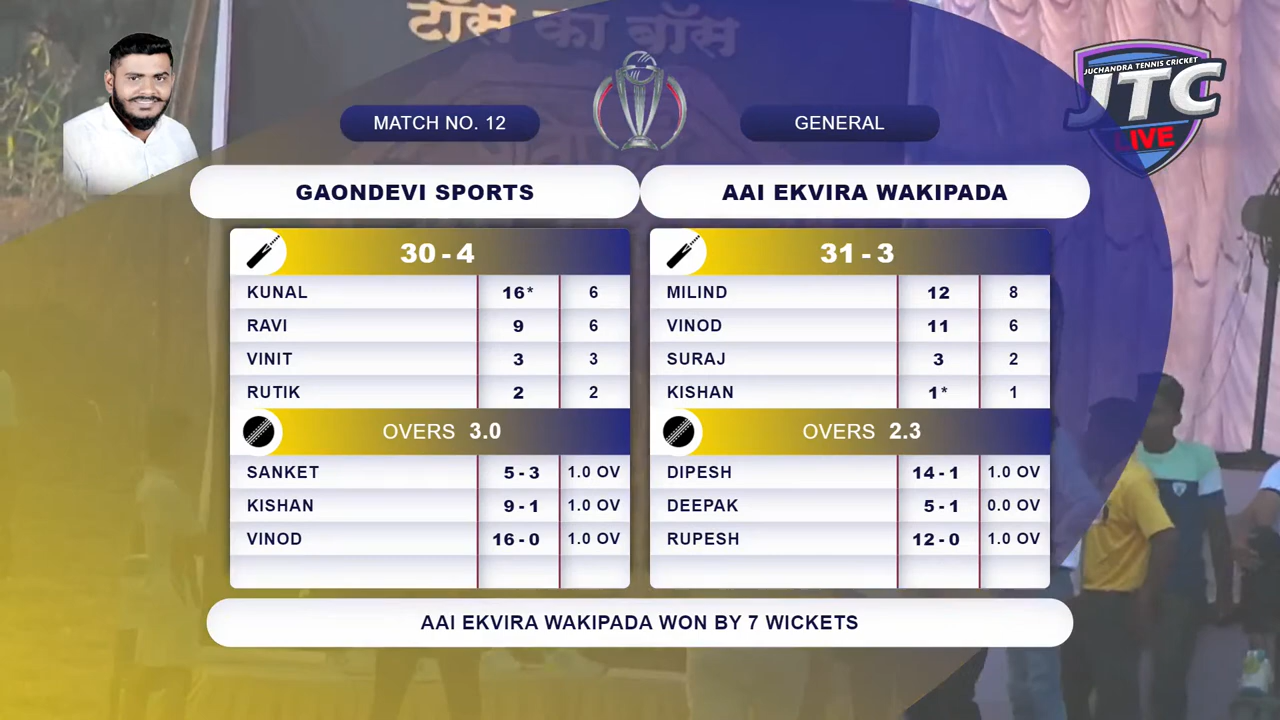 टॉस का बॉस
JUCHANDRA TENNIS CRICKET
JTC
LIVE
MATCH NO. 12
GENERAL
GAONDEVI SPORTS
AAI EKVIRA WAKIPADA
30 - 4
KUNAL 16* 6
RAVI 9 6
VINIT 3 3
RUTIK 2 2
OVERS 3.0
SANKET 5 - 3 1.0 OV
KISHAN 9 - 1 1.0 OV
VINOD 16 - 0 1.0 OV
31 - 3
MILIND 12 8
VINOD 11 6
SURAJ 3 2
KISHAN 1* 1
OVERS 2.3
DIPESH 14 - 1 1.0 OV
DEEPAK 5 - 1 0.0 OV
RUPESH 12 - 0 1.0 OV
AAI EKVIRA WAKIPADA WON BY 7 WICKETS